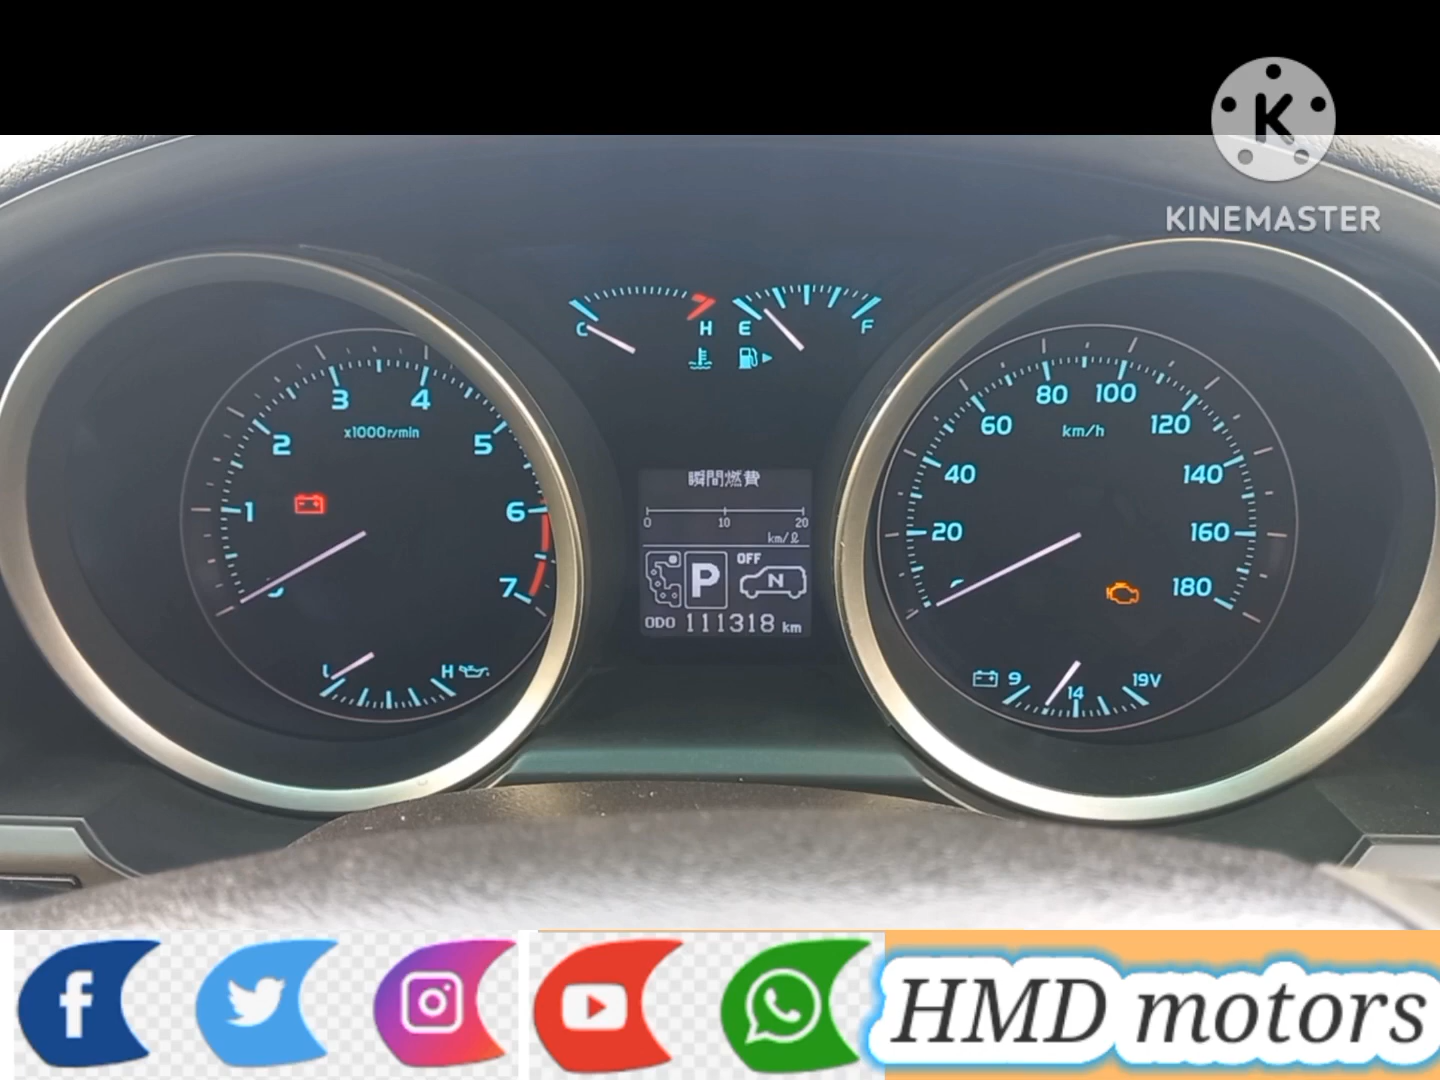 K
KINEMASTER
C H E F
1 2 3 4 5 6 7
x1000r/min
L H
瞬間燃費
0 10 20
km/ℓ
P OFF N
ODO 111318 km
20 40 60 80 100 120 140 160 180
km/h
9 14 19V
f
HMD motors